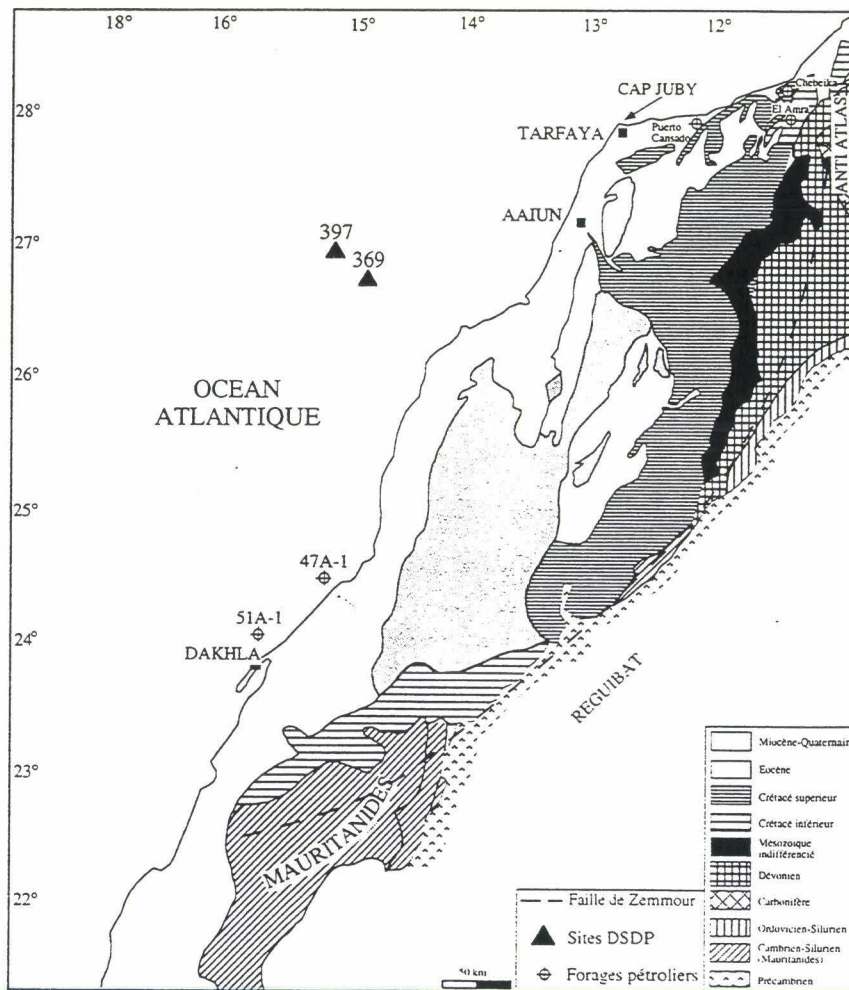 18° 16° 15° 14° 13° 12°
28°
27°
26°
25°
24°
23°
22°
CAP JUBY
TARFAYA
Puerto
Cansado
Chebeika
El Amra
ANTI ATLAS
AAIUN
397
369
OCEAN
ATLANTIQUE
47A-1
51A-1
DAKHLA
REGUIBAT
MAURITANIDES
Faille de Zemmour
Sites DSDP
Forages pétroliers
50 km
Miocène-Quaternair
Eocène
Crétacé superieur
Crétacé inférieur
Mésozoique
indifférencié
Dévonien
Carbonifère
Ordovicien-Silurien
Cambrien-Silurien
(Mauritanides)
Précambrien